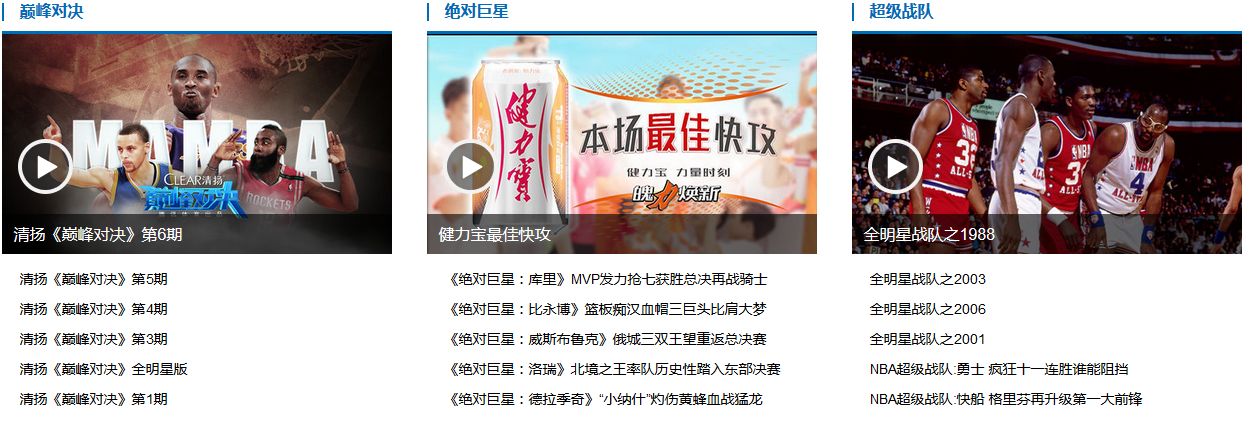 巅峰对决
MAMBA
CLEAR清扬
巅峰对决
ROCKETS
清扬《巅峰对决》第6期
清扬《巅峰对决》第5期
清扬《巅峰对决》第4期
清扬《巅峰对决》第3期
清扬《巅峰对决》全明星版
清扬《巅峰对决》第1期
绝对巨星
健力寶
本场最佳快攻
健力宝 力量时刻
魄力焕新
健力宝最佳快攻
《绝对巨星：库里》MVP发力抢七获胜总决再战骑士
《绝对巨星：比永博》篮板痴汉血帽三巨头比肩大梦
《绝对巨星：威斯布鲁克》俄城三双王望重返总决赛
《绝对巨星：洛瑞》北境之王率队历史性踏入东部决赛
《绝对巨星：德拉季奇》“小纳什”灼伤黄蜂血战猛龙
超级战队
NBA
32
ALL-S
NBA
34
ALL-
NBA
4
ALL-ST
全明星战队之1988
全明星战队之2003
全明星战队之2006
全明星战队之2001
NBA超级战队:勇士 疯狂十一连胜谁能阻挡
NBA超级战队:快船 格里芬再升级第一大前锋